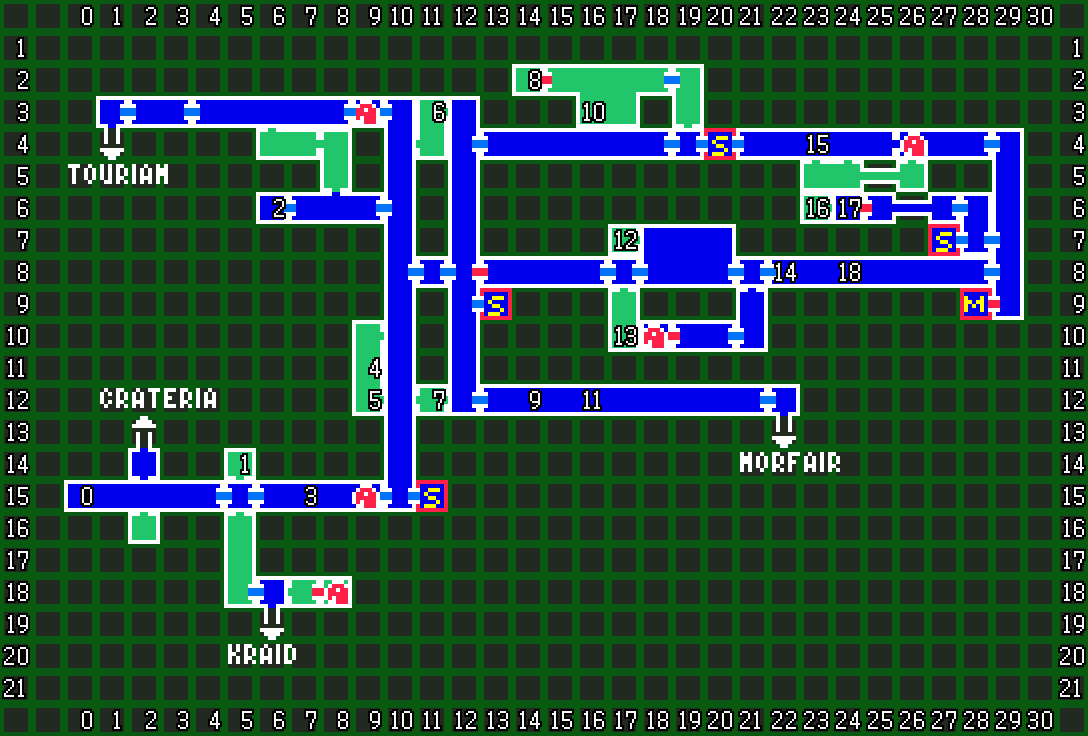 0 1 2 3 4 5 6 7 8 9 10 11 12 13 14 15 16 17 18 19 20 21 22 23 24 25 26 27 28 29 30
1 1
2 8 2
3 A 6 10 3
4 S 15 A 4
5 TOURIAN 5
6 2 16 17 6
7 12 S 7
8 14 18 8
9 S M 9
10 13 A 10
11 4 11
12 CRATERIA 5 7 9 11 12
13 13
14 1 NORFAIR 14
15 0 3 A S 15
16 16
17 17
18 A 18
19 19
20 KRAID 20
21 21
0 1 2 3 4 5 6 7 8 9 10 11 12 13 14 15 16 17 18 19 20 21 22 23 24 25 26 27 28 29 30